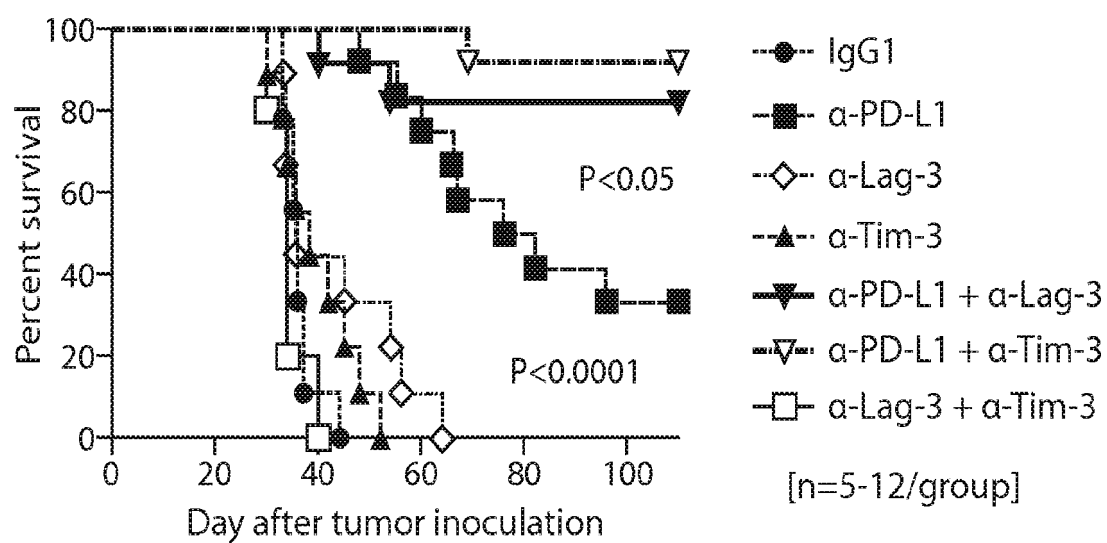 Percent survival
100
80
60
40
20
0
0 20 40 60 80 100
Day after tumor inoculation
P<0.05
P<0.0001
IgG1
α-PD-L1
α-Lag-3
α-Tim-3
α-PD-L1 + α-Lag-3
α-PD-L1 + α-Tim-3
α-Lag-3 + α-Tim-3
[n=5-12/group]